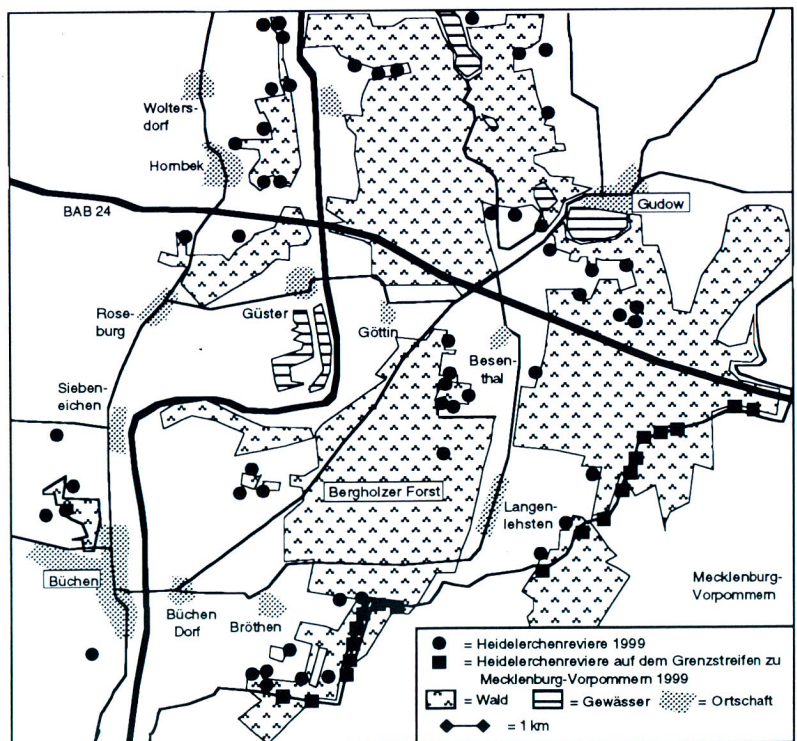 Wolters-
dorf
Hornbek
BAB 24
Gudow
Rose-
burg
Güster
Göttin
Besen-
thal
Sieben-
eichen
Bergholzer Forst
Langen-
lehsten
Büchen
Büchen
Dorf
Bröthen
Mecklenburg-
Vorpommern
= Heidelerchenreviere 1999
= Heidelerchenreviere auf dem Grenzstreifen zu
Mecklenburg-Vorpommern 1999
= Wald
= Gewässer
= Ortschaft
= 1 km